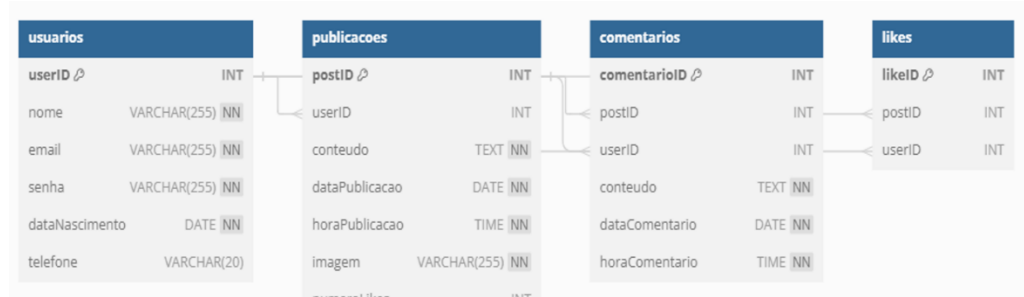 usuarios
userID INT
nome VARCHAR(255) NN
email VARCHAR(255) NN
senha VARCHAR(255) NN
dataNascimento DATE NN
telefone VARCHAR(20)
publicacoes
postID INT
userID INT
conteudo TEXT NN
dataPublicacao DATE NN
horaPublicacao TIME NN
imagem VARCHAR(255) NN
comentarios
comentarioID INT
postID INT
userID INT
conteudo TEXT NN
dataComentario DATE NN
horaComentario TIME NN
likes
likeID INT
postID INT
userID INT